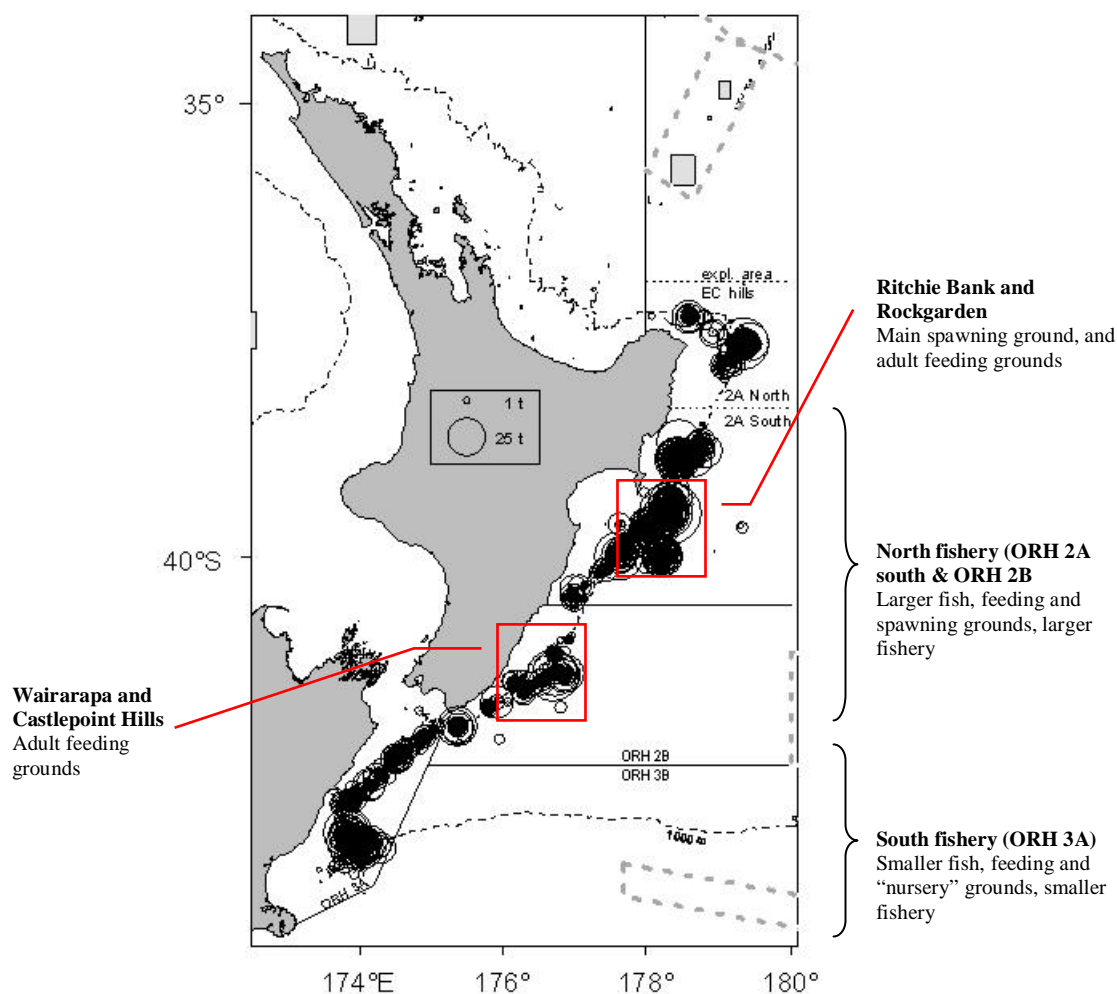 35°
expl. area
EC hills
Ritchie Bank and
Rockgarden
Main spawning ground, and
adult feeding grounds
2A North
2A South
1 t
25 t
40°S
North fishery (ORH 2A
south & ORH 2B
Larger fish, feeding and
spawning grounds, larger
fishery
Wairarapa and
Castlepoint Hills
Adult feeding
grounds
ORH 2B
ORH 3B
1000 m
South fishery (ORH 3A)
Smaller fish, feeding and
“nursery” grounds, smaller
fishery
ORH 3A
174°E
176°
178°
180°